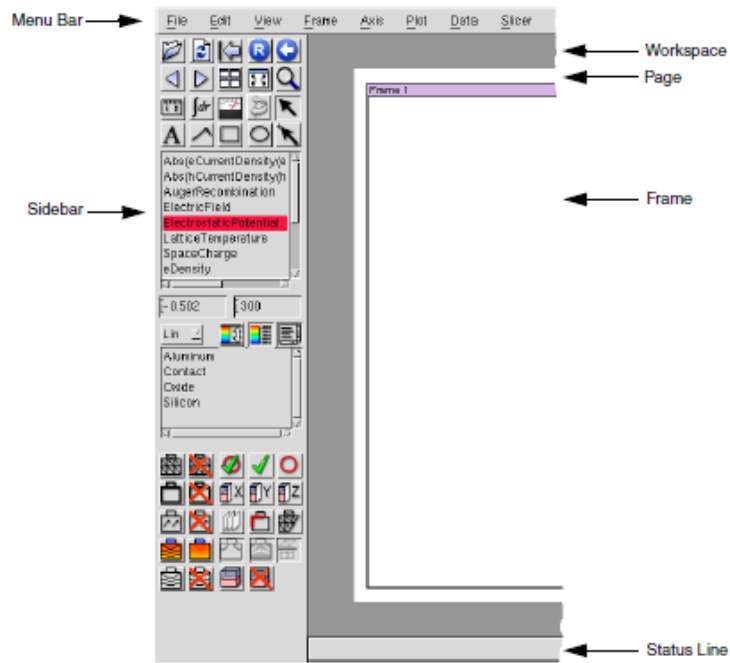 Menu Bar
File Edit View Frame Axis Plot Data Slicer
Workspace
Page
Frame 1
R
∫dr
A
Abs(eCurrentDensity(e
Abs(hCurrentDensity(h
AugerRecombination
ElectricField
Sidebar
Frame
ElectrostaticPotential
LatticeTemperature
SpaceCharge
eDensity
-0.502 300
Lin
Aluminum
Contact
Oxide
Silicon
X Y Z
Status Line